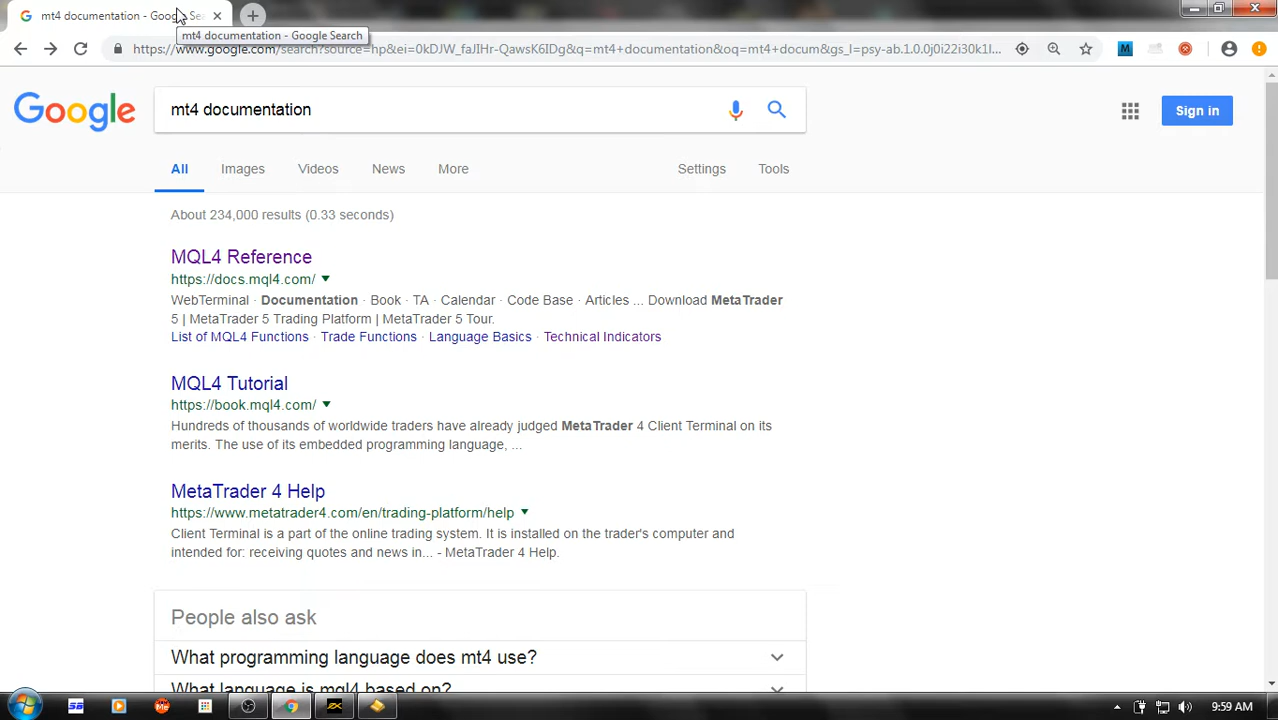 mt4 documentation - Google Se
mt4 documentation - Google Search
https://www.google.com/search?source=hp&ei=0kDJW_faJIHr-QawsK6IDg&q=mt4+documentation&oq=mt4+docum&gs_l=psy-ab.1.0.0j0i22i30k1l...
Google
mt4 documentation
Sign in
All
Images
Videos
News
More
Settings
Tools
About 234,000 results (0.33 seconds)
MQL4 Reference
https://docs.mql4.com/
WebTerminal · Documentation · Book · TA · Calendar · Code Base · Articles ... Download MetaTrader
5 | MetaTrader 5 Trading Platform | MetaTrader 5 Tour.
List of MQL4 Functions · Trade Functions · Language Basics · Technical Indicators
MQL4 Tutorial
https://book.mql4.com/
Hundreds of thousands of worldwide traders have already judged MetaTrader 4 Client Terminal on its
merits. The use of its embedded programming language, ...
MetaTrader 4 Help
https://www.metatrader4.com/en/trading-platform/help
Client Terminal is a part of the online trading system. It is installed on the trader's computer and
intended for: receiving quotes and news in... - MetaTrader 4 Help.
People also ask
What programming language does mt4 use?
What language is mql4 based on?
9:59 AM